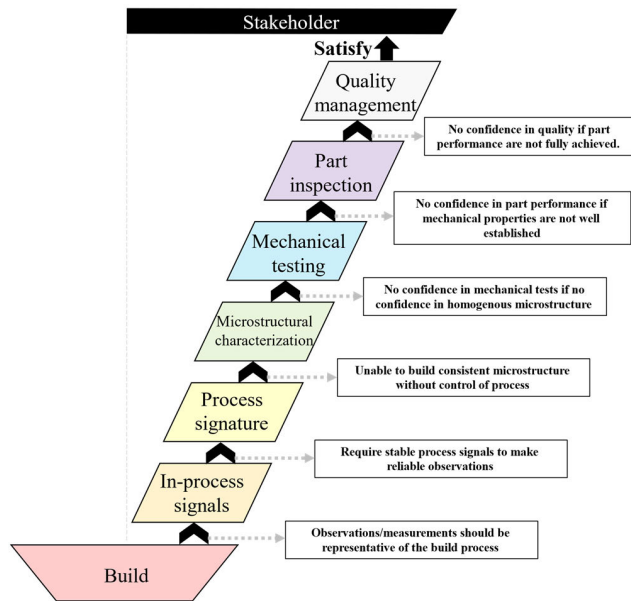 Stakeholder
Satisfy
Quality
management
No confidence in quality if part
performance are not fully achieved.
Part
inspection
No confidence in part performance if
mechanical properties are not well
established
Mechanical
testing
No confidence in mechanical tests if no
confidence in homogenous microstructure
Microstructural
characterization
Unable to build consistent microstructure
without control of process
Process
signature
Require stable process signals to make
reliable observations
In-process
signals
Observations/measurements should be
representative of the build process
Build